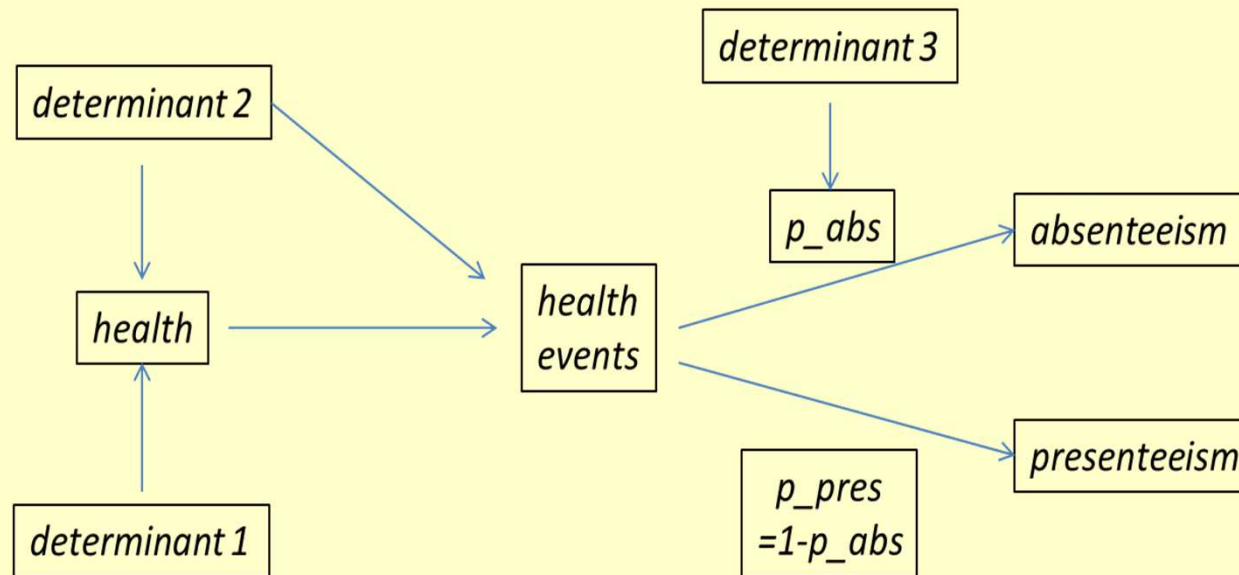 determinant 3
determinant 2
p_abs
absenteeism
health
health
events
presenteeism
p_pres
=1-p_abs
determinant 1